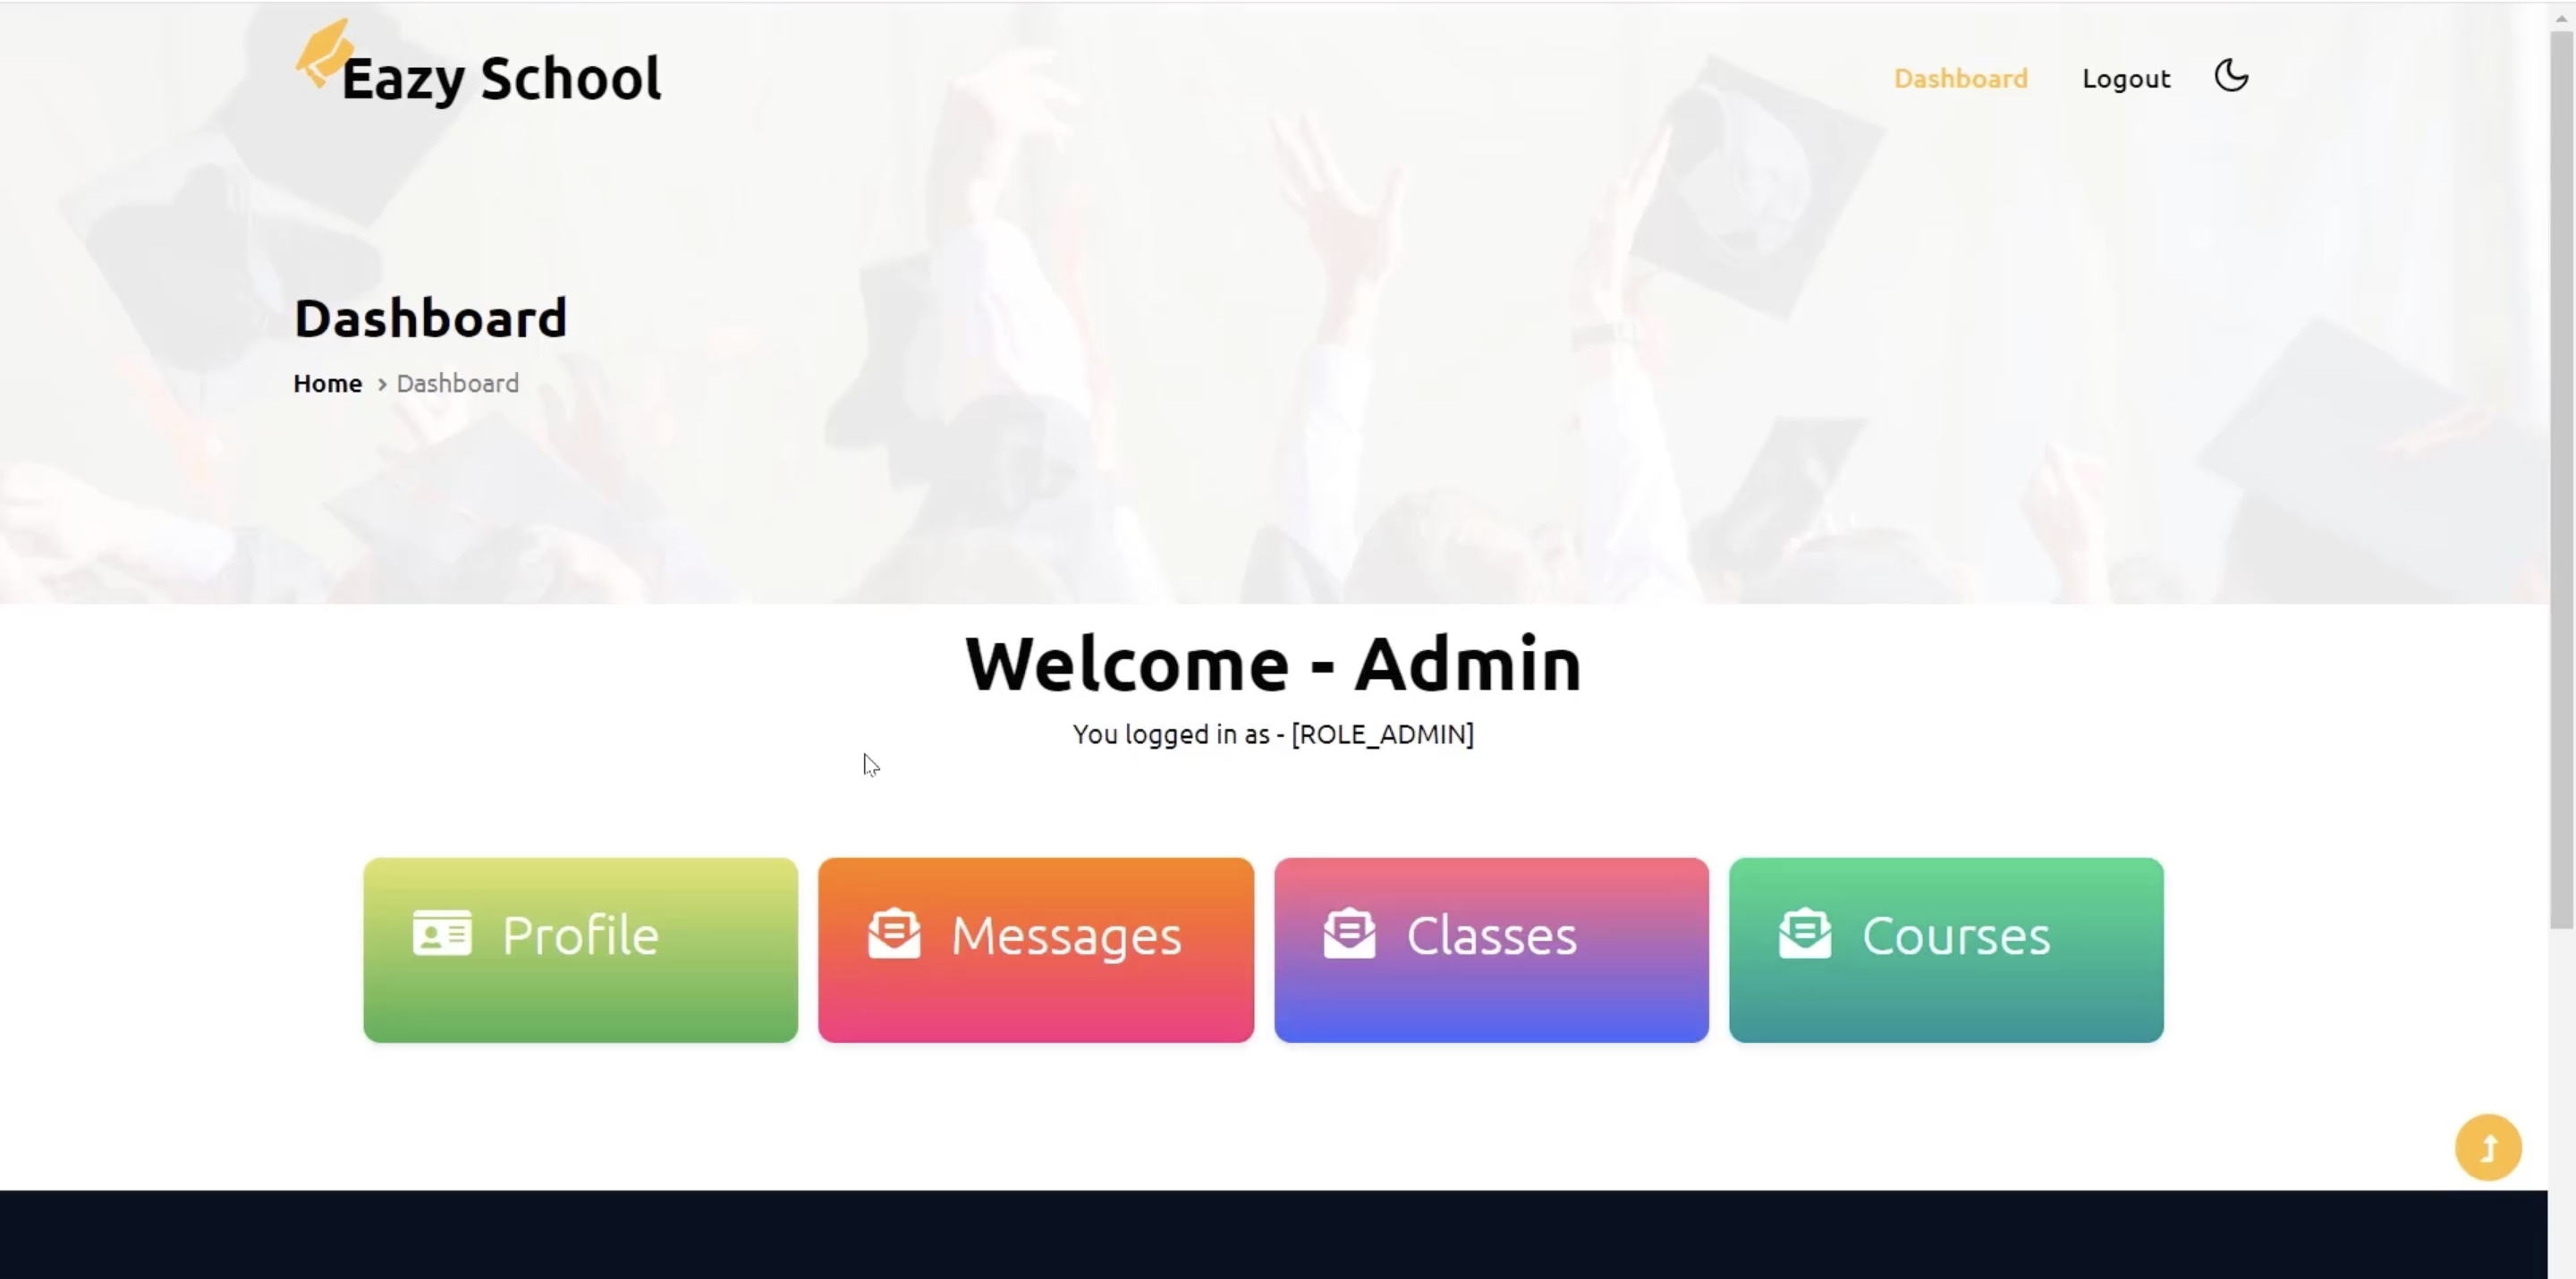 Eazy School
Dashboard
Logout
Dashboard
Home > Dashboard
Welcome - Admin
You logged in as - [ROLE_ADMIN]
Profile
Messages
Classes
Courses